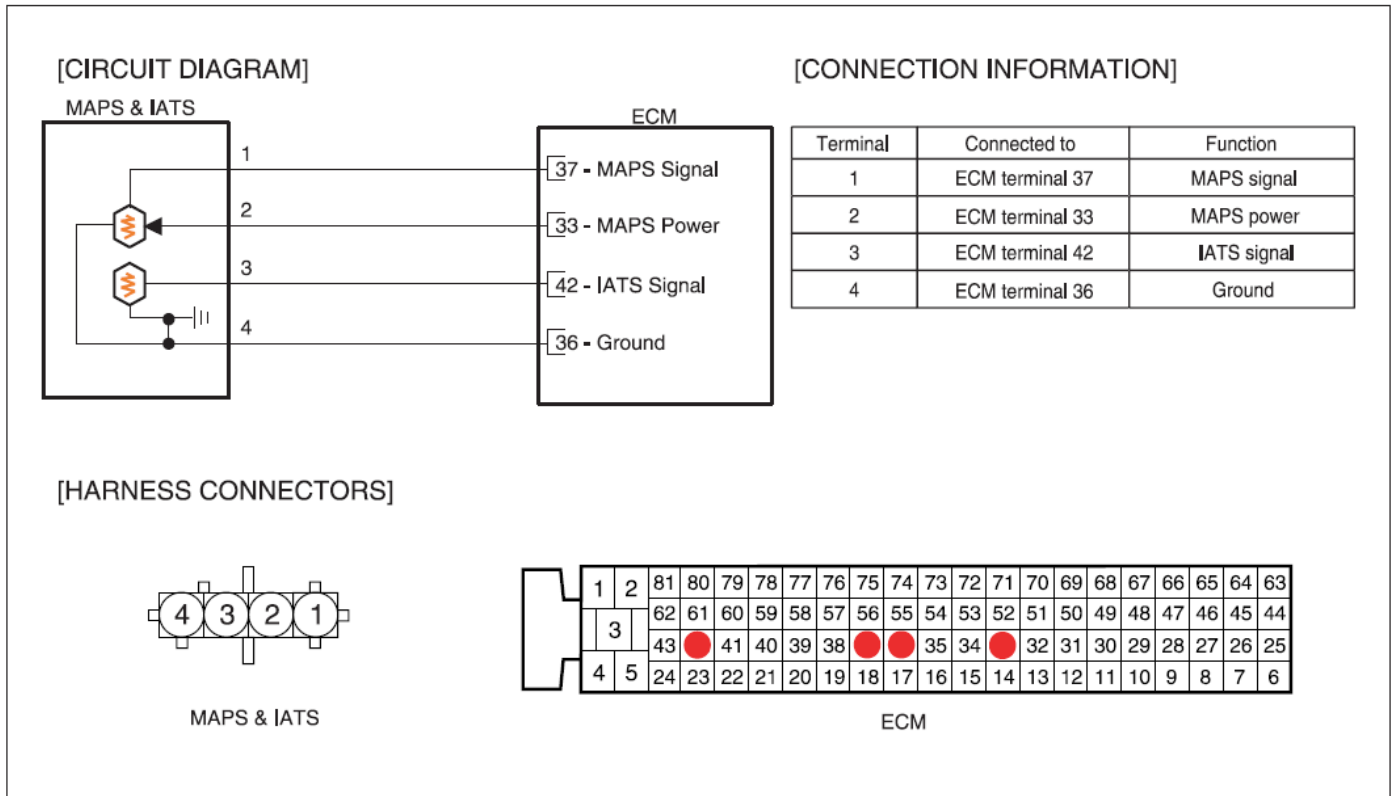 [CIRCUIT DIAGRAM]
MAPS & IATS
ECM
1
37 - MAPS Signal
2
33 - MAPS Power
3
42 - IATS Signal
4
36 - Ground
[CONNECTION INFORMATION]
Terminal Connected to Function
1 ECM terminal 37 MAPS signal
2 ECM terminal 33 MAPS power
3 ECM terminal 42 IATS signal
4 ECM terminal 36 Ground
[HARNESS CONNECTORS]
4 3 2 1
MAPS & IATS
1 2 81 80 79 78 77 76 75 74 73 72 71 70 69 68 67 66 65 64 63
62 61 60 59 58 57 56 55 54 53 52 51 50 49 48 47 46 45 44
3 43 41 40 39 38 35 34 32 31 30 29 28 27 26 25
4 5 24 23 22 21 20 19 18 17 16 15 14 13 12 11 10 9 8 7 6
ECM